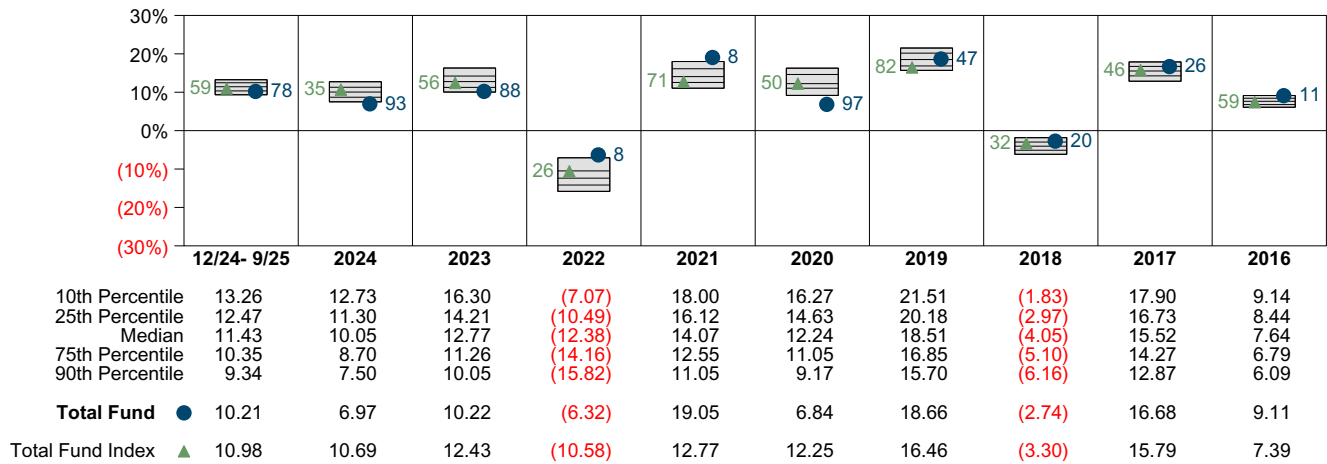 30%
20%
10%
0%
(10%)
(20%)
(30%)
59 78 35 93 56 88 26 8 71 8 50 97 82 47 32 20 46 26 59 11
12/24- 9/25 2024 2023 2022 2021 2020 2019 2018 2017 2016
10th Percentile 13.26 12.73 16.30 (7.07) 18.00 16.27 21.51 (1.83) 17.90 9.14
25th Percentile 12.47 11.30 14.21 (10.49) 16.12 14.63 20.18 (2.97) 16.73 8.44
Median 11.43 10.05 12.77 (12.38) 14.07 12.24 18.51 (4.05) 15.52 7.64
75th Percentile 10.35 8.70 11.26 (14.16) 12.55 11.05 16.85 (5.10) 14.27 6.79
90th Percentile 9.34 7.50 10.05 (15.82) 11.05 9.17 15.70 (6.16) 12.87 6.09
Total Fund 10.21 6.97 10.22 (6.32) 19.05 6.84 18.66 (2.74) 16.68 9.11
Total Fund Index 10.98 10.69 12.43 (10.58) 12.77 12.25 16.46 (3.30) 15.79 7.39